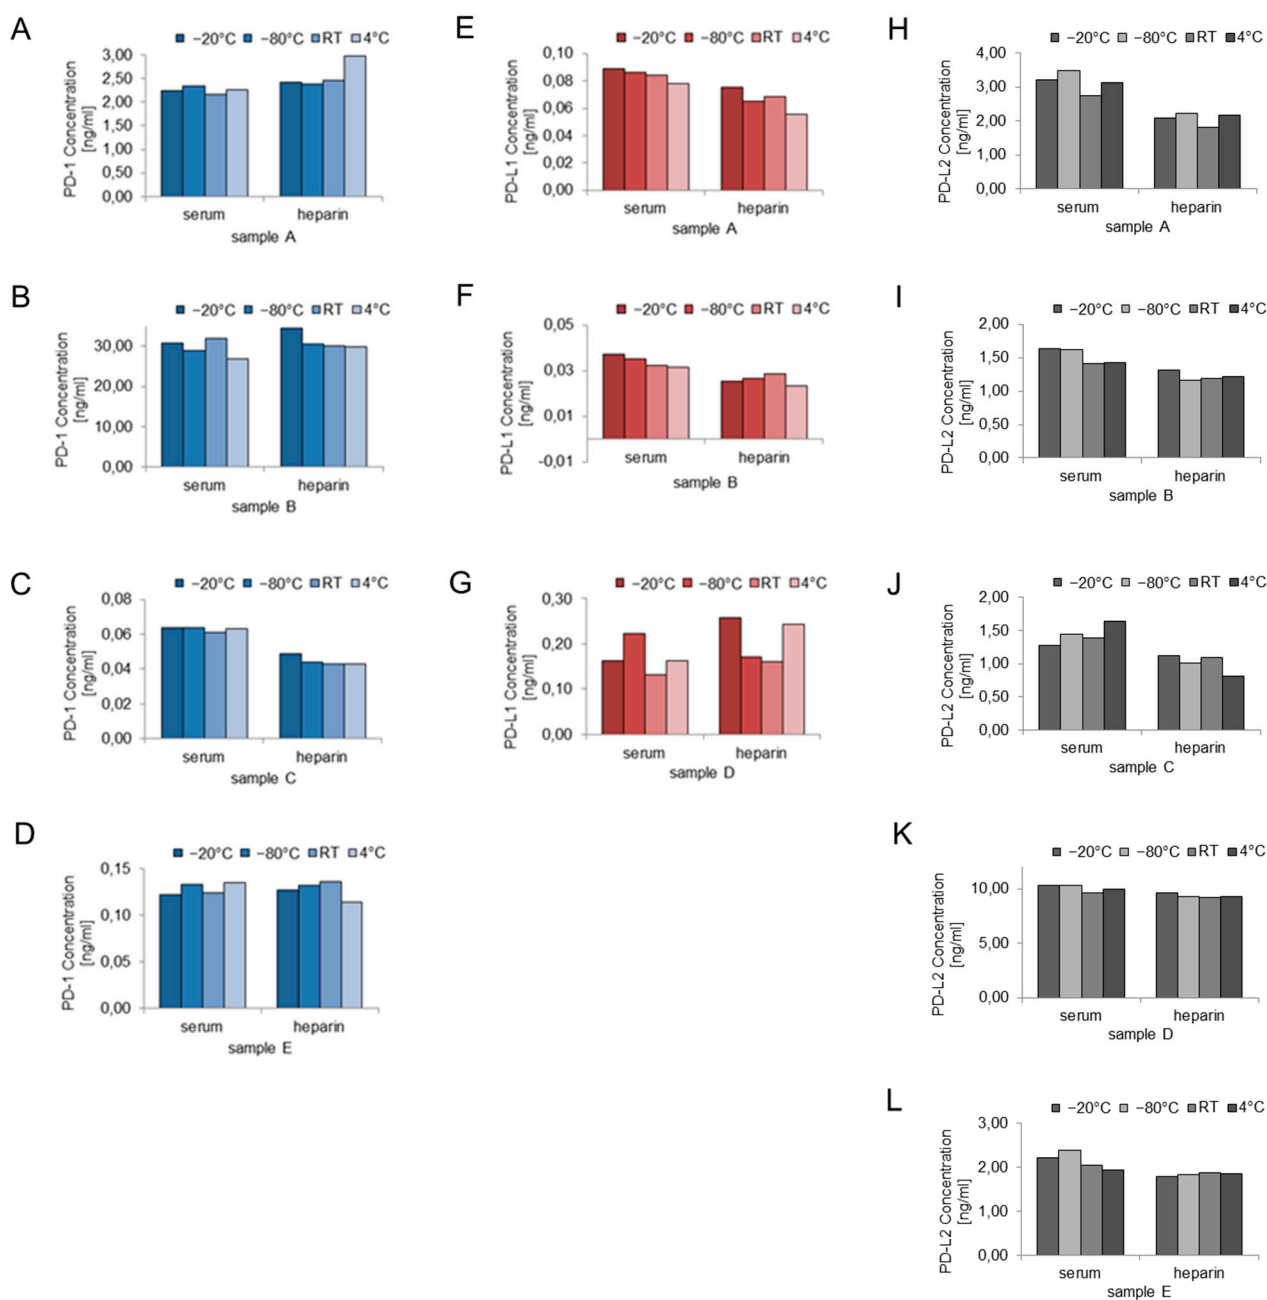 A
−20°C −80°C RT 4°C
PD-1 Concentration
[ng/ml]
3,00
2,50
2,00
1,50
1,00
0,50
0,00
serum heparin
sample A
E
−20°C −80°C RT 4°C
PD-L1 Concentration
[ng/ml]
0,10
0,08
0,06
0,04
0,02
0,00
serum heparin
sample A
H
−20°C −80°C RT 4°C
PD-L2 Concentration
[ng/ml]
4,00
3,00
2,00
1,00
0,00
serum heparin
sample A
B
−20°C −80°C RT 4°C
PD-1 Concentration
[ng/ml]
30,00
20,00
10,00
0,00
serum heparin
sample B
F
−20°C −80°C RT 4°C
PD-L1 Concentration
[ng/ml]
0,05
0,03
0,01
-0,01
serum heparin
sample B
I
−20°C −80°C RT 4°C
PD-L2 Concentration
[ng/ml]
2,00
1,50
1,00
0,50
0,00
serum heparin
sample B
C
−20°C −80°C RT 4°C
PD-1 Concentration
[ng/ml]
0,08
0,06
0,04
0,02
0,00
serum heparin
sample C
G
−20°C −80°C RT 4°C
PD-L1 Concentration
[ng/ml]
0,30
0,20
0,10
0,00
serum heparin
sample D
J
−20°C −80°C RT 4°C
PD-L2 Concentration
[ng/ml]
2,00
1,50
1,00
0,50
0,00
serum heparin
sample C
D
−20°C −80°C RT 4°C
PD-1 Concentration
[ng/ml]
0,15
0,10
0,05
0,00
serum heparin
sample E
K
−20°C −80°C RT 4°C
PD-L2 Concentration
[ng/ml]
10,00
5,00
0,00
serum heparin
sample D
L
−20°C −80°C RT 4°C
PD-L2 Concentration
[ng/ml]
3,00
2,00
1,00
0,00
serum heparin
sample E